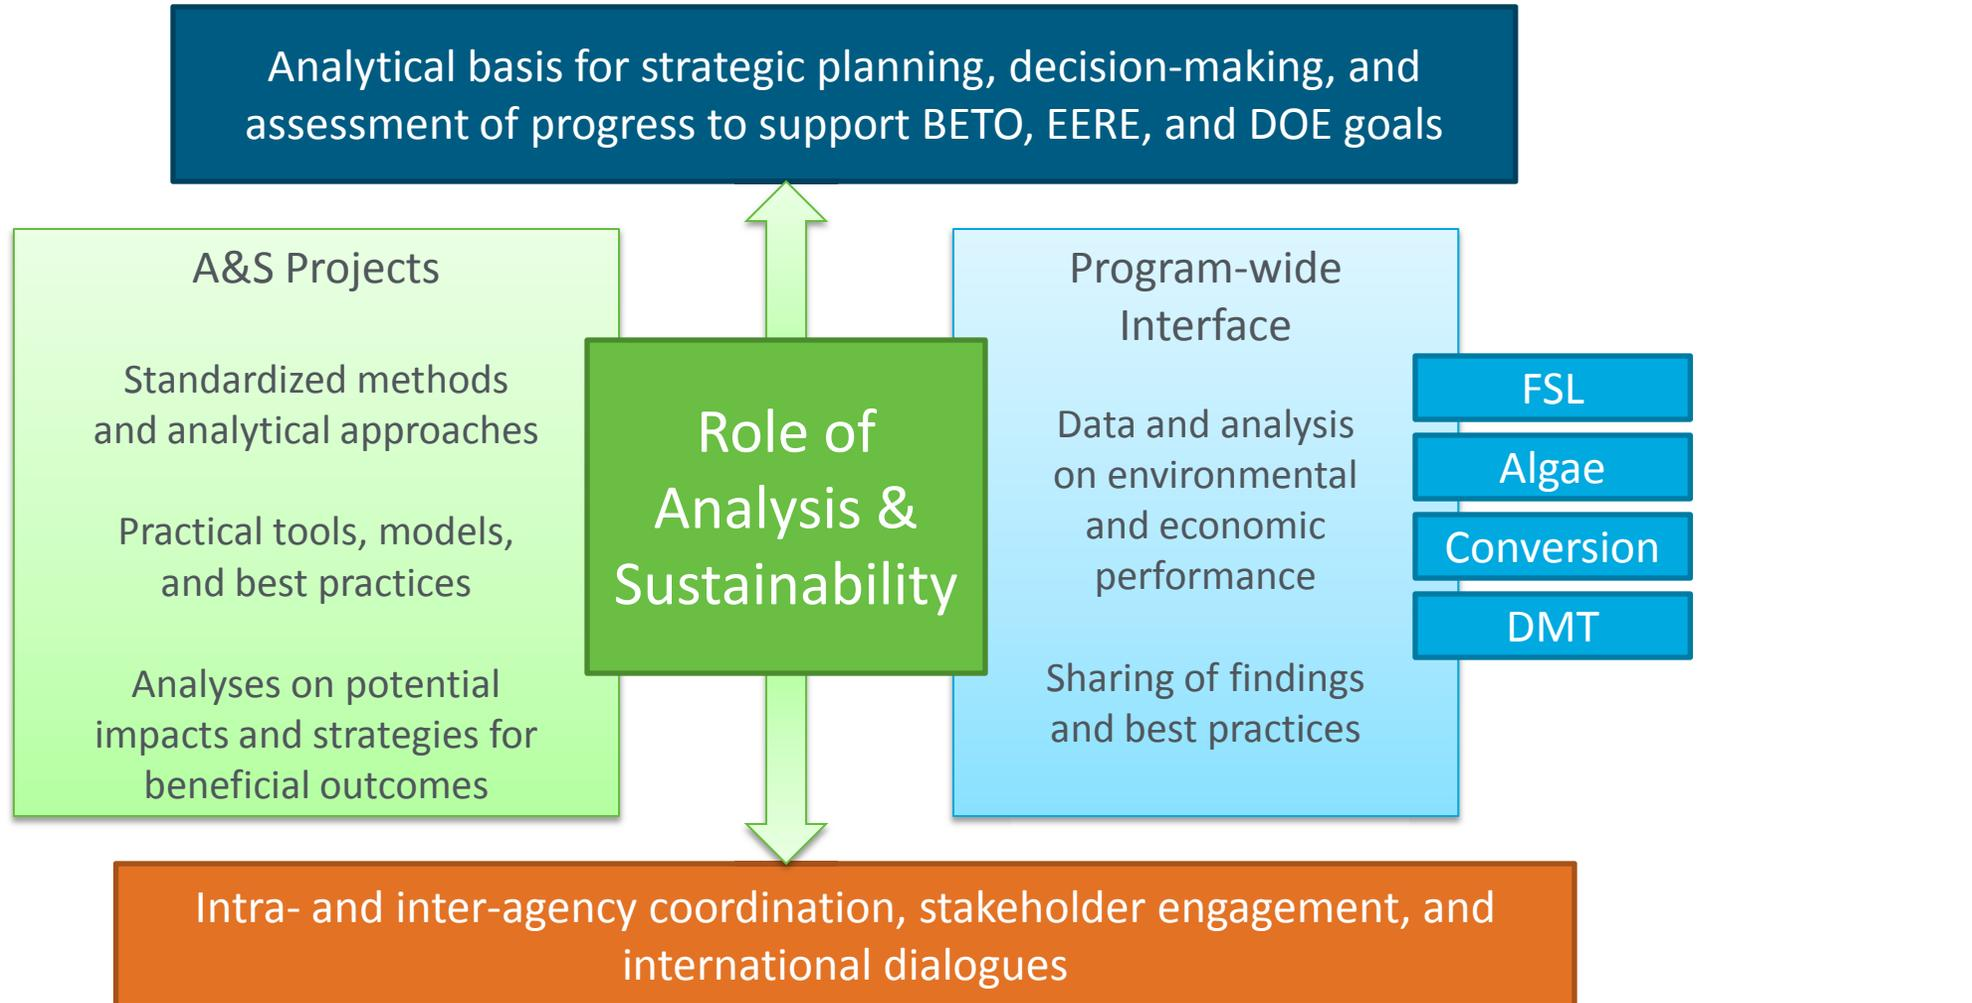 Analytical basis for strategic planning, decision-making, and
assessment of progress to support BETO, EERE, and DOE goals
A&S Projects
Standardized methods
and analytical approaches
Practical tools, models,
and best practices
Analyses on potential
impacts and strategies for
beneficial outcomes
Role of
Analysis &
Sustainability
Program-wide
Interface
Data and analysis
on environmental
and economic
performance
Sharing of findings
and best practices
FSL
Algae
Conversion
DMT
Intra- and inter-agency coordination, stakeholder engagement, and
international dialogues